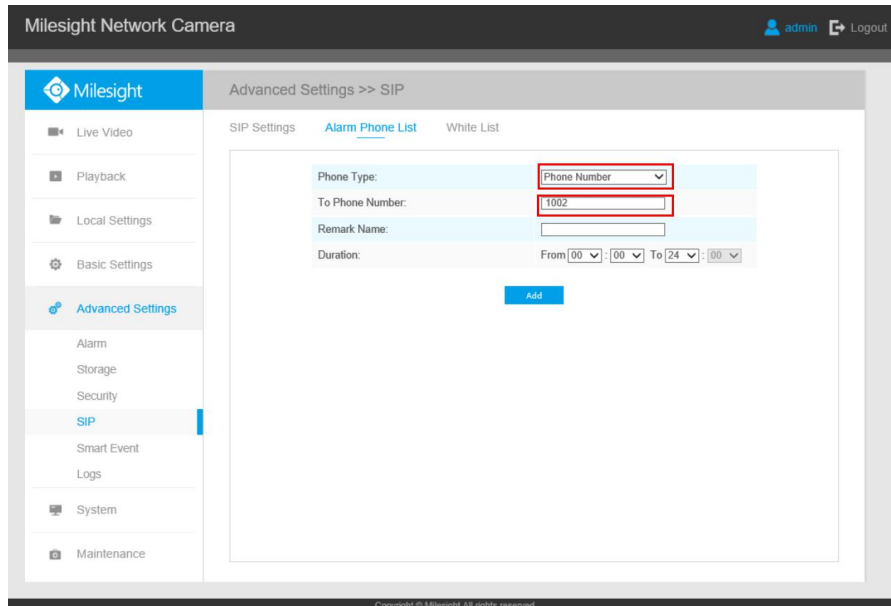 Milesight Network Camera
admin Logout
Milesight
Advanced Settings >> SIP
Live Video
Playback
Local Settings
Basic Settings
Advanced Settings
Alarm
Storage
Security
SIP
Smart Event
Logs
System
Maintenance
SIP Settings Alarm Phone List White List
Phone Type: Phone Number
To Phone Number: 1002
Remark Name:
Duration: From 00 : 00 To 24 : 00
Add
Copyright © Milesight All rights reserved